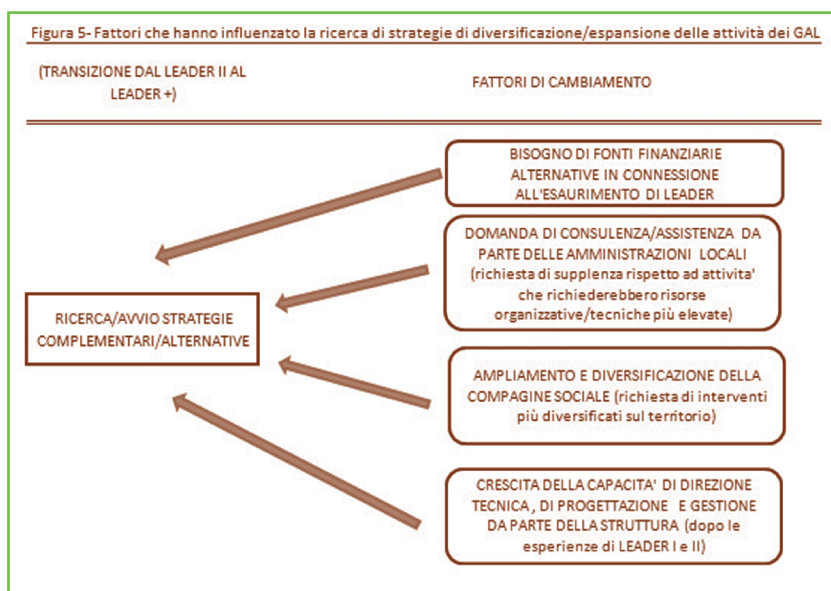 Figura 5- Fattori che hanno influenzato la ricerca di strategie di diversificazione/espansione delle attività dei GAL
(TRANSIZIONE DAL LEADER II AL
LEADER +)
FATTORI DI CAMBIAMENTO
BISOGNO DI FONTI FINANZIARIE
ALTERNATIVE IN CONNESSIONE
ALL'ESAURIMENTO DI LEADER
DOMANDA DI CONSULENZA/ASSISTENZA DA
PARTE DELLE AMMINISTRAZIONI LOCALI
(richiesta di supplenza rispetto ad attivita'
che richiederebbero risorse
organizzative/tecniche più elevate)
RICERCA/AVVIO STRATEGIE
COMPLEMENTARI/ALTERNATIVE
AMPLIAMENTO E DIVERSIFICAZIONE DELLA
COMPAGINE SOCIALE (richiesta di interventi
più diversificati sul territorio)
CRESCITA DELLA CAPACITA' DI DIREZIONE
TECNICA , DI PROGETTAZIONE E GESTIONE
DA PARTE DELLA STRUTTURA (dopo le
esperienze di LEADER I e II)